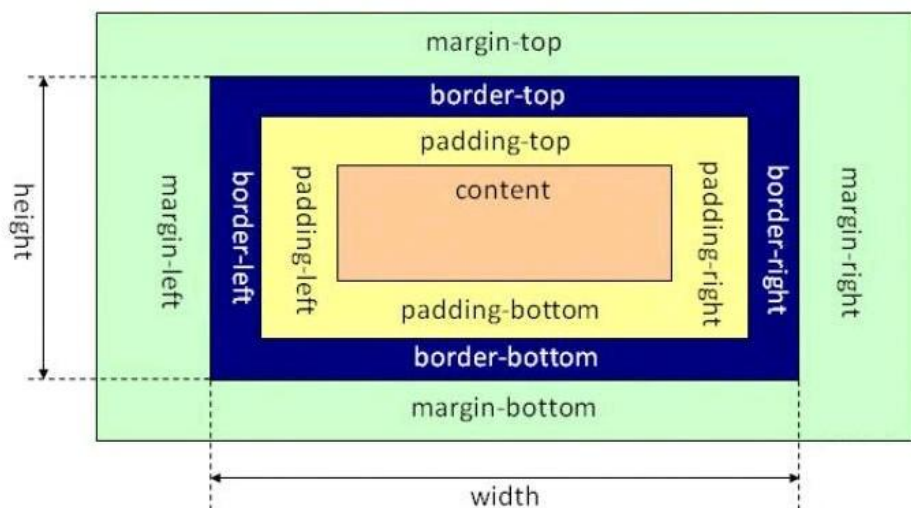 margin-top
border-top
padding-top
content
height
margin-left
border-left
padding-left
padding-right
border-right
margin-right
padding-bottom
border-bottom
margin-bottom
width